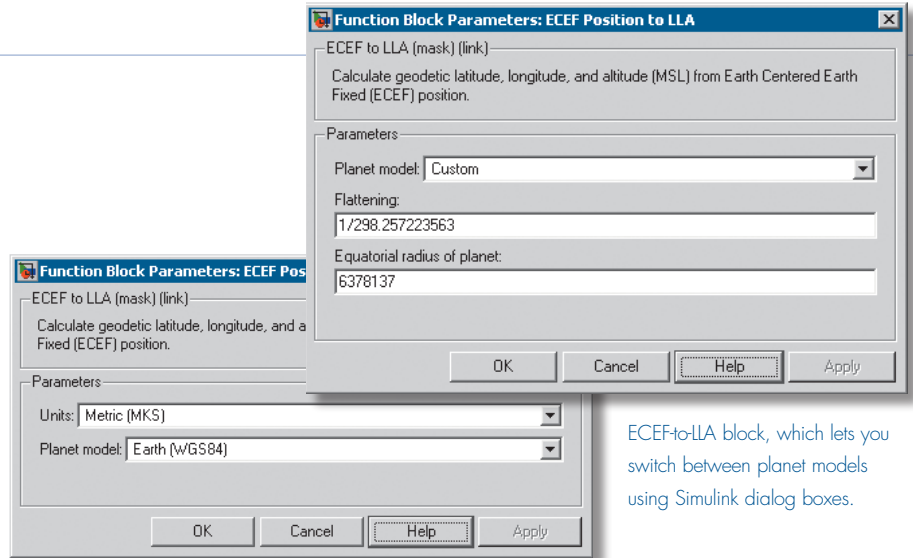 Function Block Parameters: ECEF Position to LLA
ECEF to LLA (mask) (link)
Calculate geodetic latitude, longitude, and altitude (MSL) from Earth Centered Earth
Fixed (ECEF) position.
Parameters
Planet model: Custom
Flattening:
1/298.257223563
Equatorial radius of planet:
6378137
OK Cancel Help Apply
Function Block Parameters: ECEF Pos
ECEF to LLA (mask) (link)
Calculate geodetic latitude, longitude, and a
Fixed (ECEF) position.
Parameters
Units: Metric (MKS)
Planet model: Earth (WGS84)
OK Cancel Help Apply
ECEF-to-LLA block, which lets you
switch between planet models
using Simulink dialog boxes.